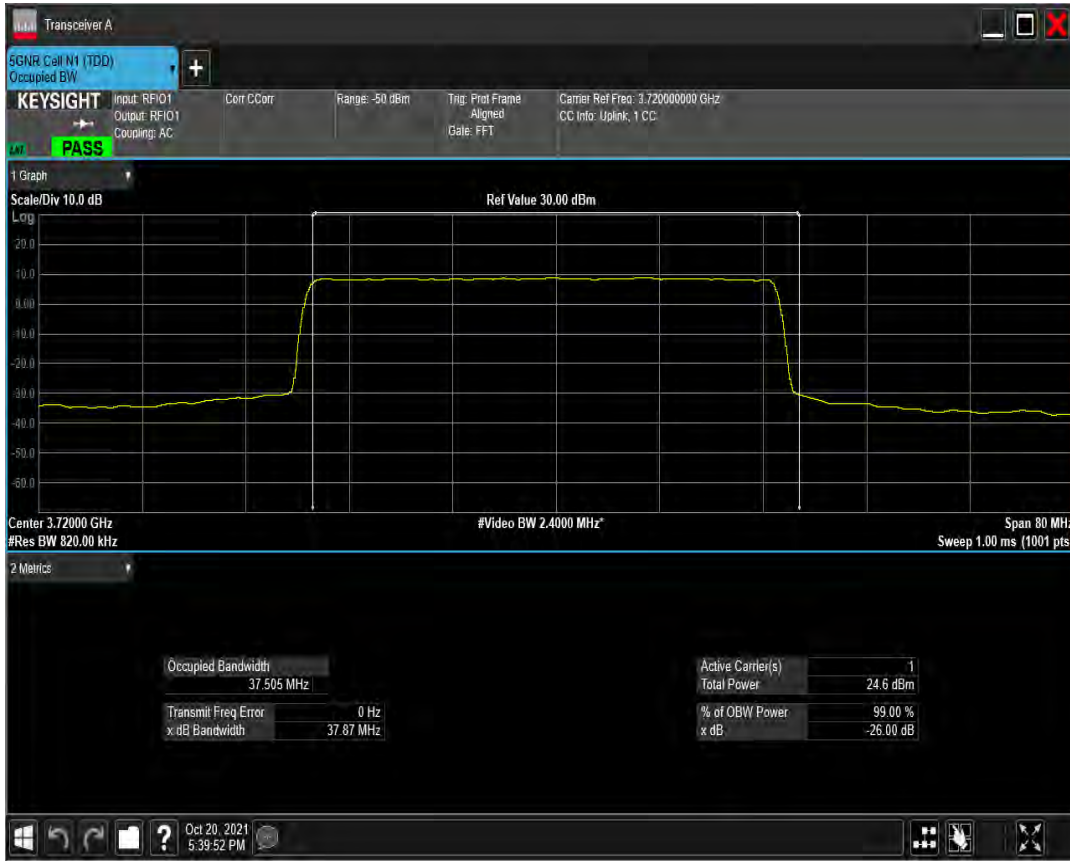 Transceiver A
5GNR Cell N1 (TDD)
Occupied BW
+
KEYSIGHT
Input: RFIO1
Output: RFIO1
Coupling: AC
Corr CCorr
Range: -50 dBm
Trig: Prot Frame
Aligned
Gate: FFT
Carrier Ref Freq: 3.720000000 GHz
CC Info: Uplink, 1 CC
PASS
1 Graph
Scale/Div 10.0 dB
Ref Value 30.00 dBm
Log
20.0
10.0
0.00
-10.0
-20.0
-30.0
-40.0
-50.0
-60.0
Center 3.72000 GHz
#Video BW 2.4000 MHz*
Span 80 MHz
#Res BW 820.00 kHz
Sweep 1.00 ms (1001 pts
2 Metrics
Occupied Bandwidth
37.505 MHz
Transmit Freq Error 0 Hz
x dB Bandwidth 37.87 MHz
Active Carrier(s) 1
Total Power 24.6 dBm
% of OBW Power 99.00 %
x dB -26.00 dB
?
Oct 20, 2021
5:39:52 PM